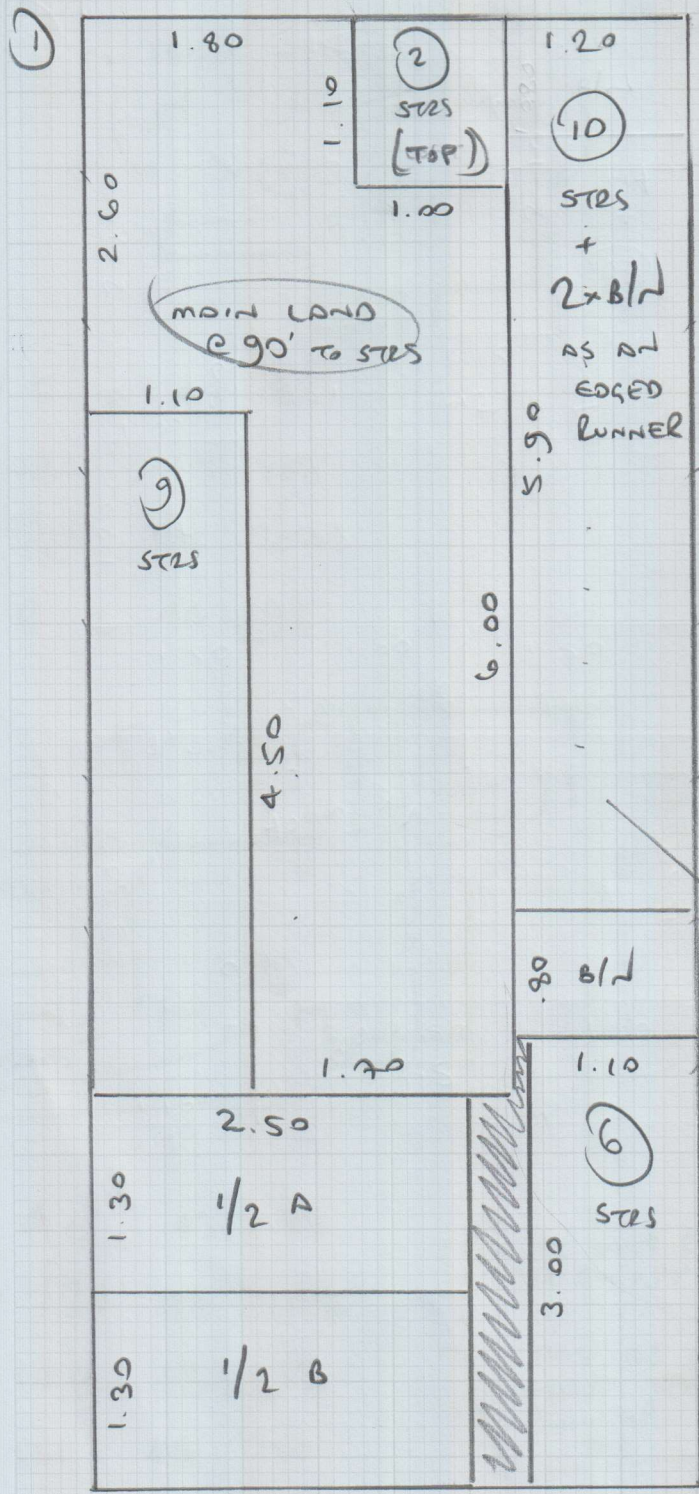 1
1.80
2
STRS
(TOP)
1.10
1.00
1.20
10
STRS
+
2xB/N
AS AN
EDGED
RUNNER
2.60
MAIN LAND
@ 90° TO STRS
1.10
9
STRS
5.90
6.00
4.50
.80
B/N
1.70
2.50
1.30
1/2 A
1.10
6
STRS
3.00
1.30
1/2 B